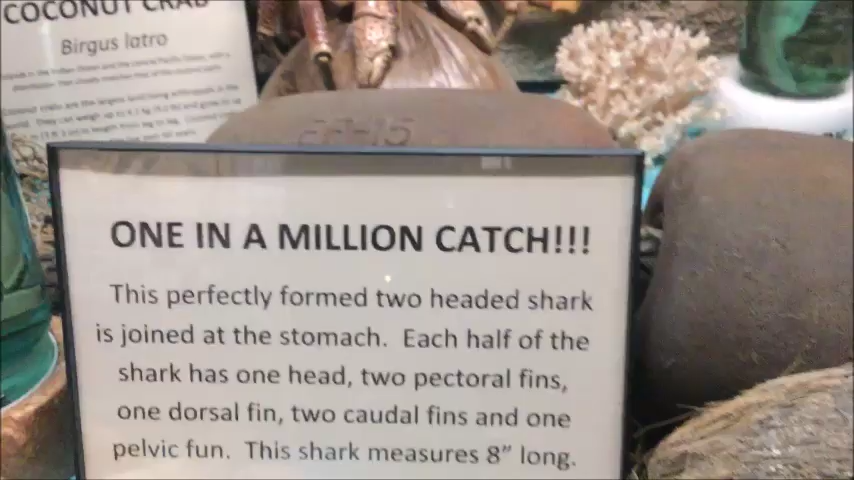 COCONUT CRAB
Birgus latro
ONE IN A MILLION CATCH!!!
This perfectly formed two headed shark
is joined at the stomach. Each half of the
shark has one head, two pectoral fins,
one dorsal fin, two caudal fins and one
pelvic fun. This shark measures 8” long.